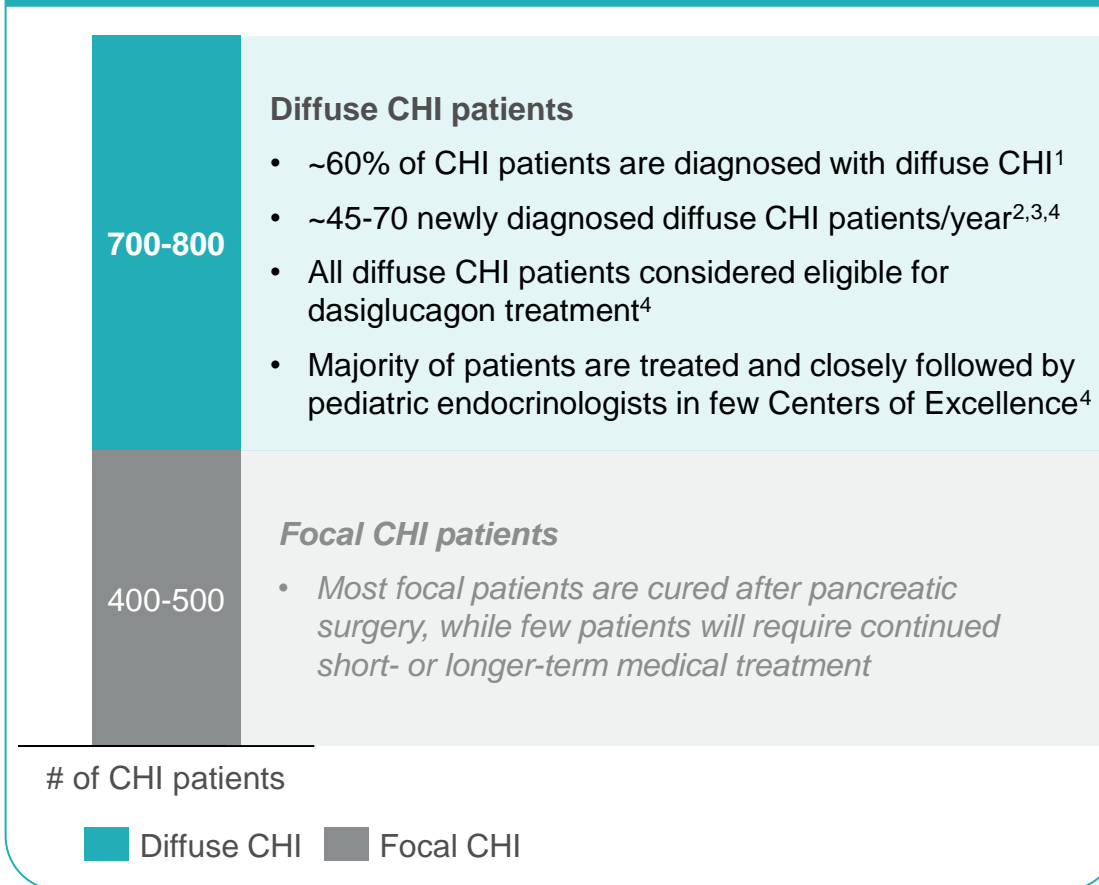 700-800
Diffuse CHI patients
• ~60% of CHI patients are diagnosed with diffuse CHI¹
• ~45-70 newly diagnosed diffuse CHI patients/year²,³,⁴
• All diffuse CHI patients considered eligible for
dasiglucagon treatment⁴
• Majority of patients are treated and closely followed by
pediatric endocrinologists in few Centers of Excellence⁴
400-500
Focal CHI patients
• Most focal patients are cured after pancreatic
surgery, while few patients will require continued
short- or longer-term medical treatment
# of CHI patients
Diffuse CHI Focal CHI